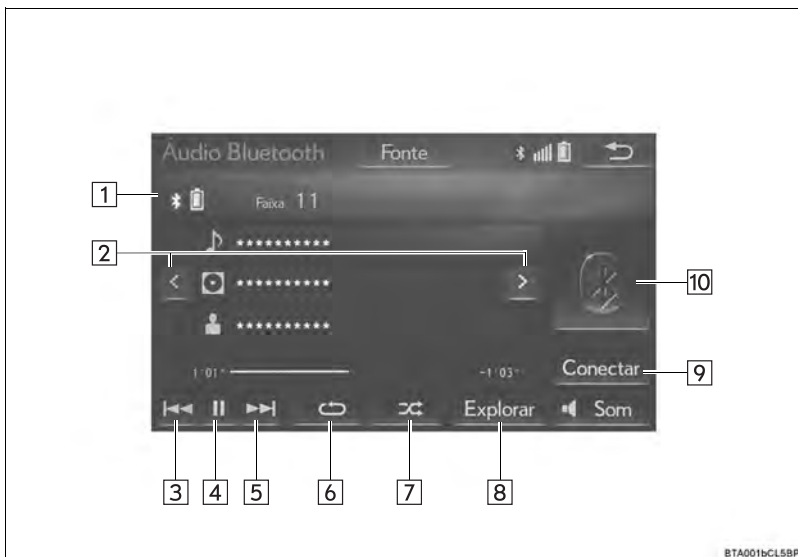 Áudio Bluetooth Fonte
1
Faixa 11
**********
2
**********
10
**********
1'01" -1'03"
Conectar
9
Explorar Som
3 4 5 6 7 8
BTA001bCL5BP